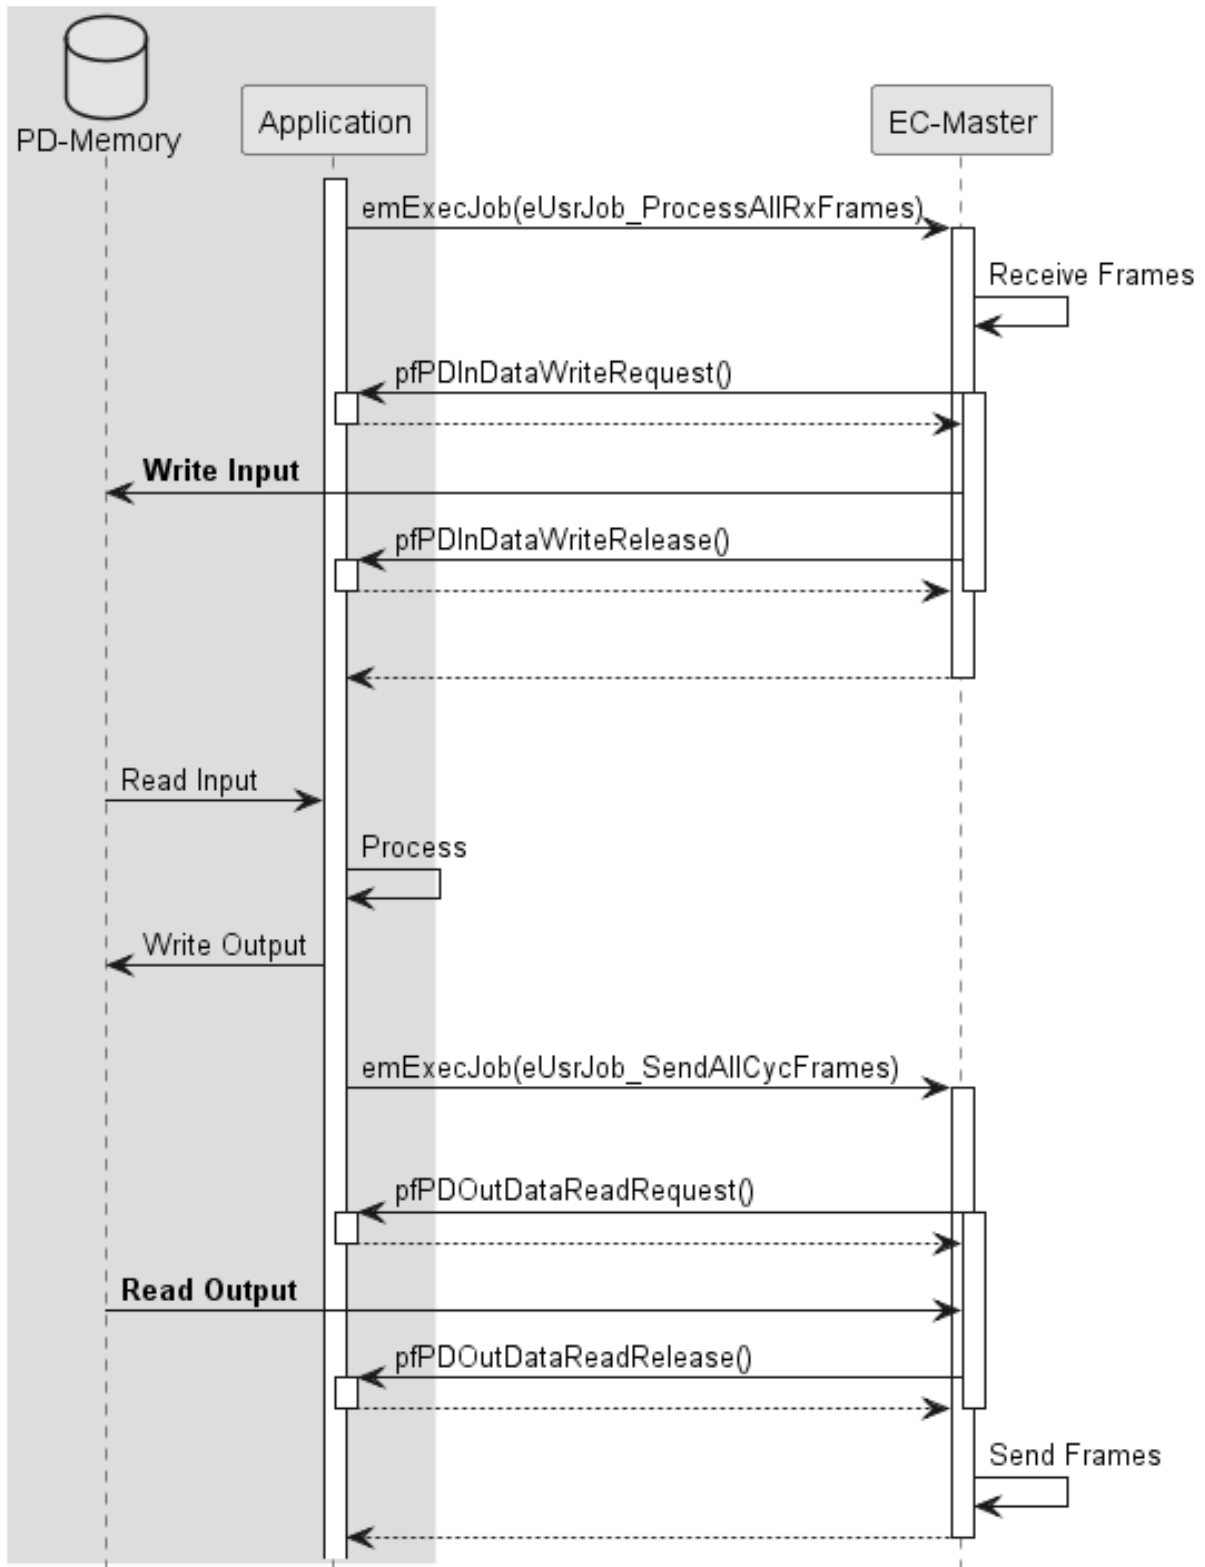 PD-Memory
Application
EC-Master
emExecJob(eUsrJob_ProcessAllRxFrames)
Receive Frames
pfPDInDataWriteRequest()
Write Input
pfPDInDataWriteRelease()
Read Input
Process
Write Output
emExecJob(eUsrJob_SendAllCycFrames)
pfPDOutDataReadRequest()
Read Output
pfPDOutDataReadRelease()
Send Frames